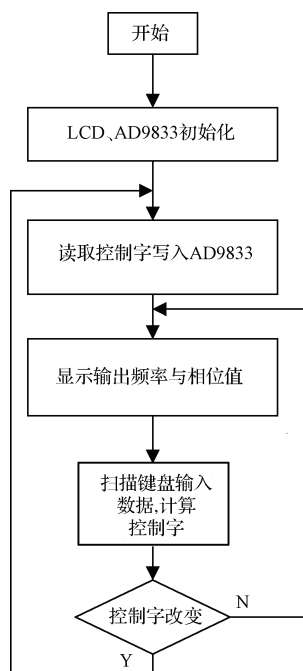 开始
LCD、AD9833初始化
读取控制字写入AD9833
显示输出频率与相位值
扫描键盘输入
数据,计算
控制字
控制字改变
N
Y